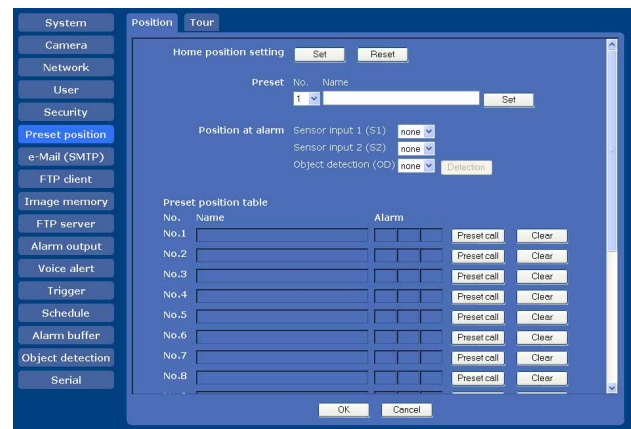 System
Camera
Network
User
Security
Preset position
e-Mail (SMTP)
FTP client
Image memory
FTP server
Alarm output
Voice alert
Trigger
Schedule
Alarm buffer
Object detection
Serial
Position Tour
Home position setting Set Reset
Preset No. Name
1 Set
Position at alarm Sensor input 1 (S1) none
Sensor input 2 (S2) none
Object detection (OD) none Detection
Preset position table
No. Name Alarm
No.1 Preset call Clear
No.2 Preset call Clear
No.3 Preset call Clear
No.4 Preset call Clear
No.5 Preset call Clear
No.6 Preset call Clear
No.7 Preset call Clear
No.8 Preset call Clear
OK Cancel